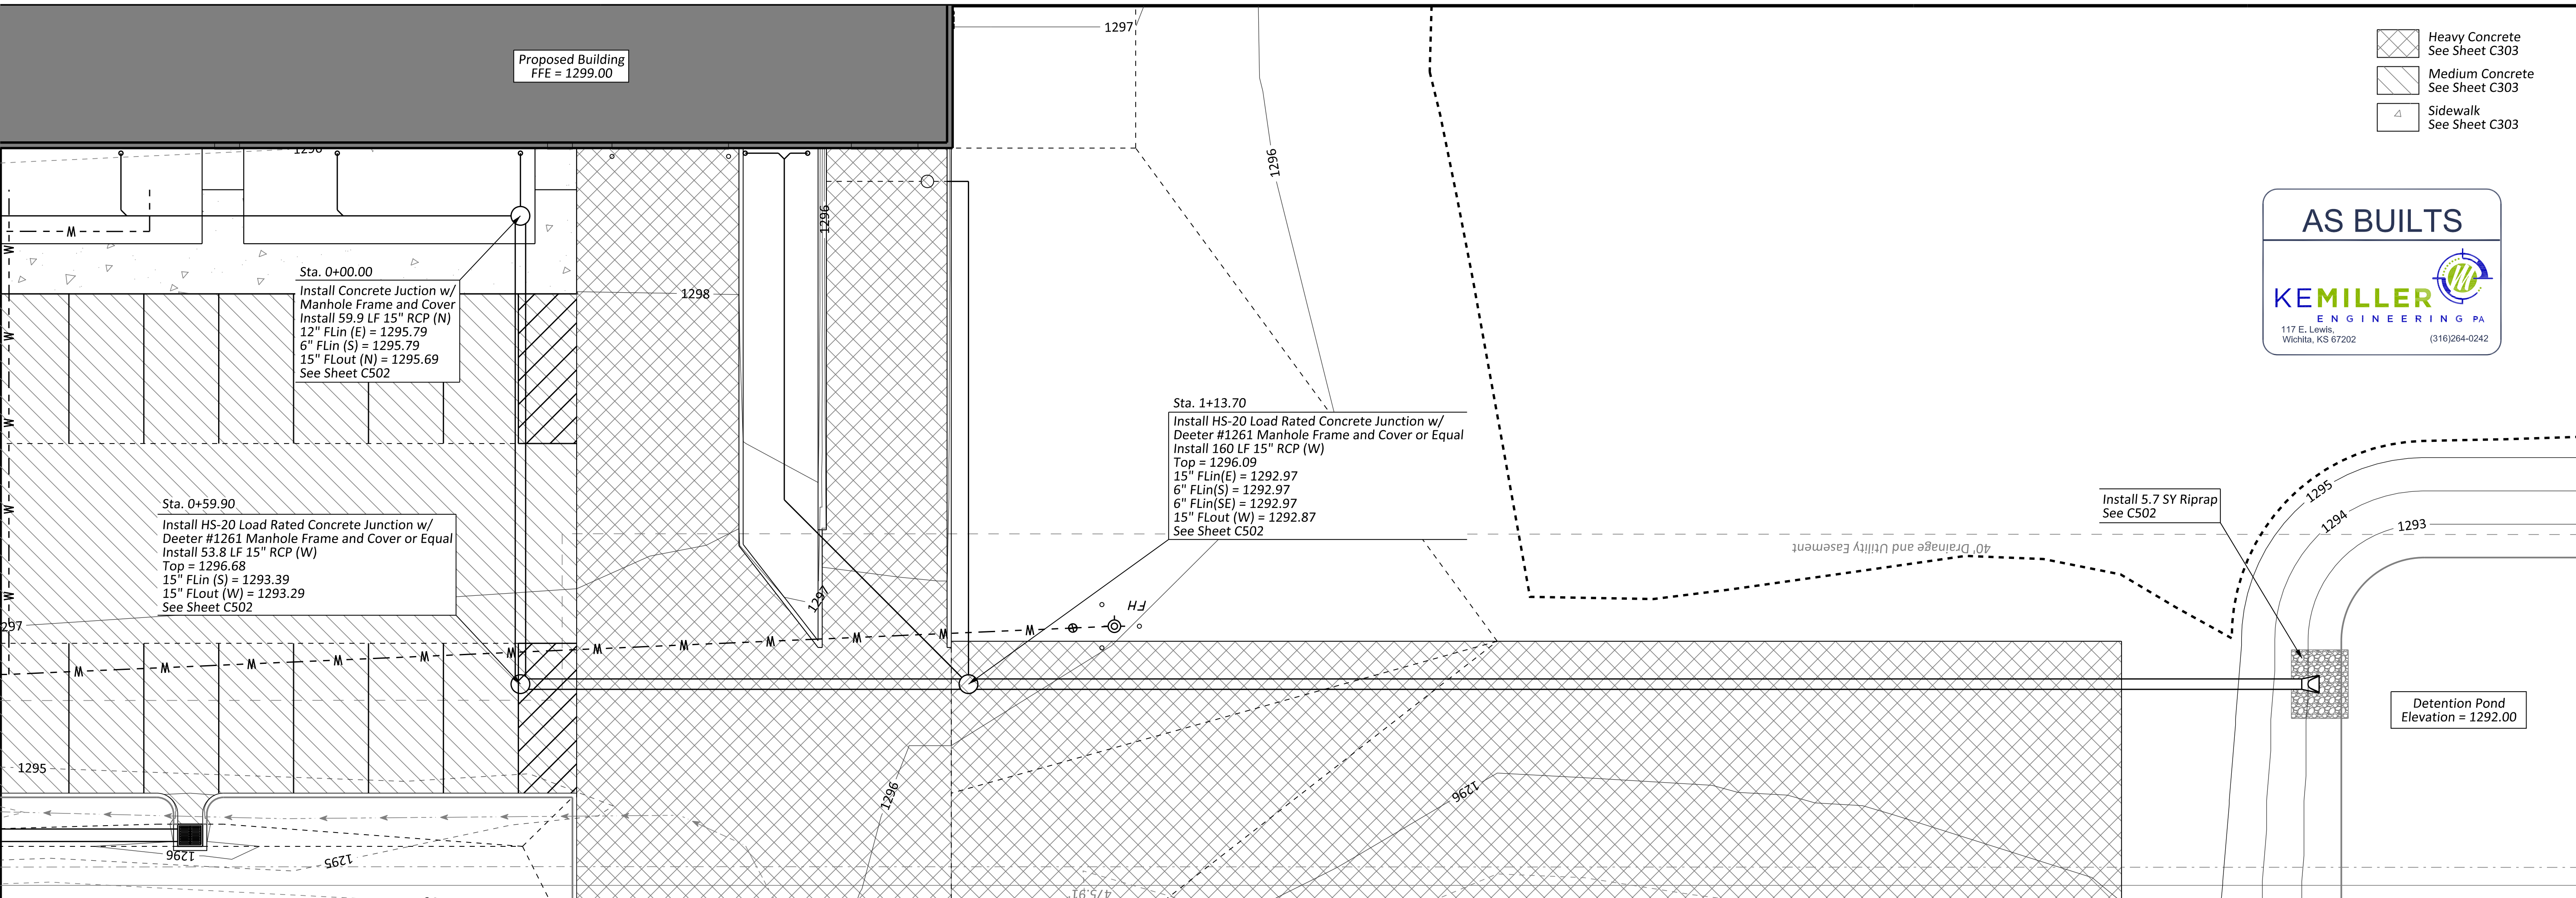 Proposed Building
FFE = 1299.00
1297
Heavy Concrete
See Sheet C303
Medium Concrete
See Sheet C303
Sidewalk
See Sheet C303
1296
1296
W
W
W
W
W
W
AS BUILTS
KEMILLER
ENGINEERING PA
117 E. Lewis,
Wichita, KS 67202
(316)264-0242
Sta. 0+00.00
Install Concrete Juction w/
Manhole Frame and Cover
Install 59.9 LF 15" RCP (N)
12" FLin (E) = 1295.79
6" FLin (S) = 1295.79
15" FLout (N) = 1295.69
See Sheet C502
1298
Sta. 1+13.70
Install HS-20 Load Rated Concrete Junction w/
Deeter #1261 Manhole Frame and Cover or Equal
Install 160 LF 15" RCP (W)
Top = 1296.09
15" FLin(E) = 1292.97
6" FLin(S) = 1292.97
6" FLin(SE) = 1292.97
15" FLout (W) = 1292.87
See Sheet C502
Sta. 0+59.90
Install HS-20 Load Rated Concrete Junction w/
Deeter #1261 Manhole Frame and Cover or Equal
Install 53.8 LF 15" RCP (W)
Top = 1296.68
15" FLin (S) = 1293.39
15" FLout (W) = 1293.29
See Sheet C502
Install 5.7 SY Riprap
See C502
1295
1294
1293
40' Drainage and Utility Easement
1297
FH
297
W
W
W
W
W
W
W
W
W
W
W
W
Detention Pond
Elevation = 1292.00
1295
1296
1296
1296
1295
475.91'